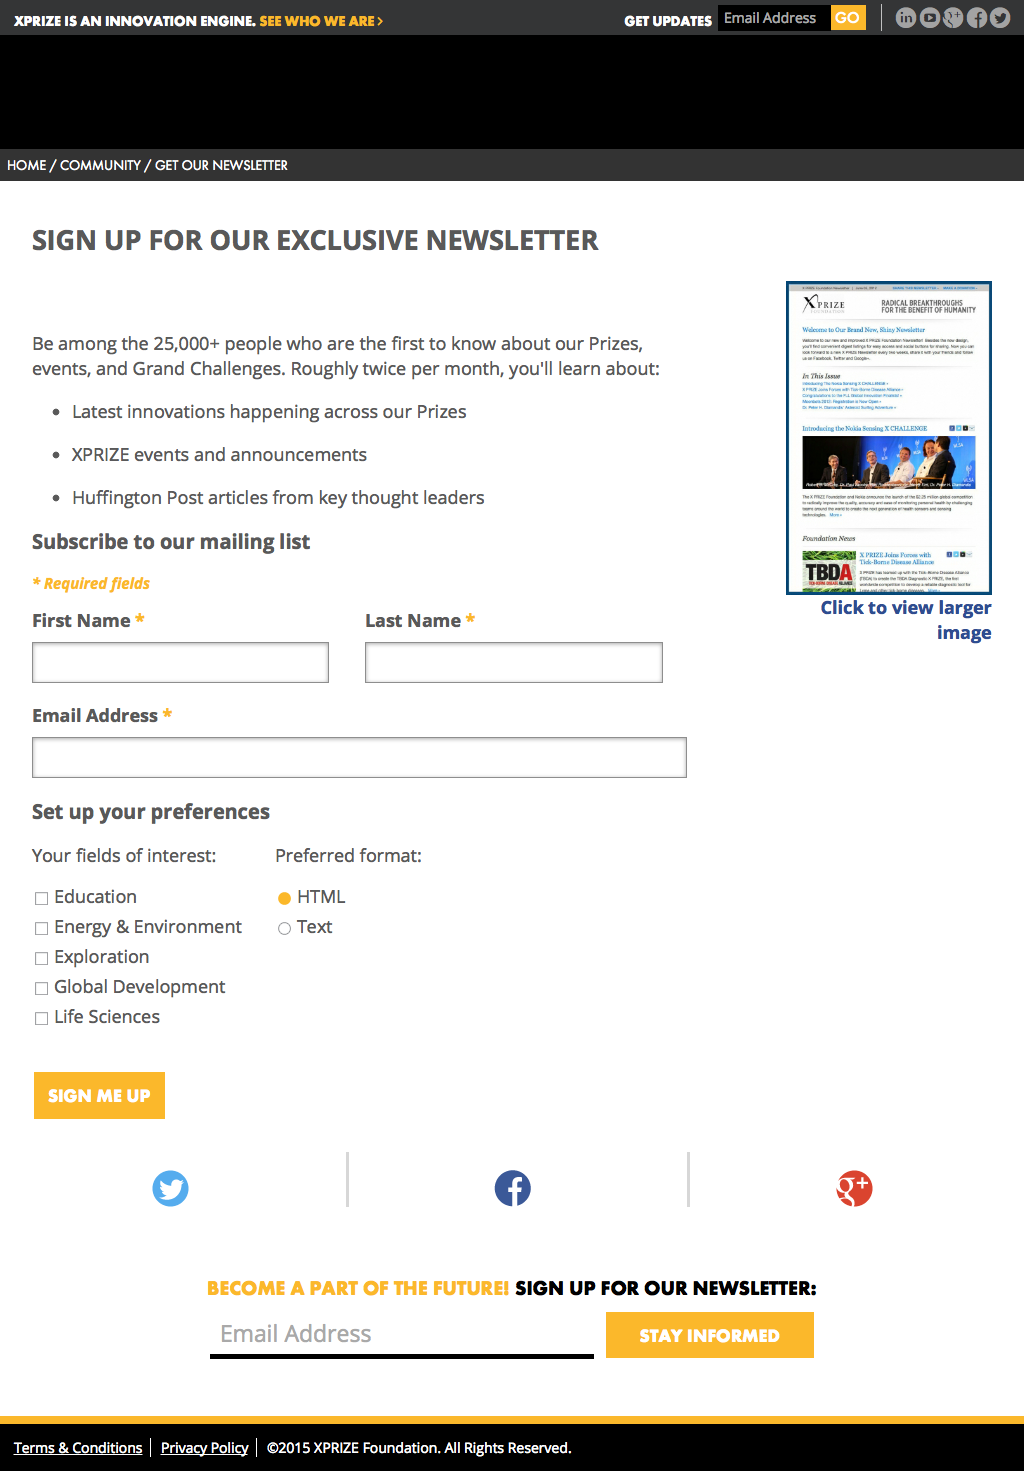 XPRIZE IS AN INNOVATION ENGINE. SEE WHO WE ARE >
GET UPDATES Email Address GO
HOME / COMMUNITY / GET OUR NEWSLETTER
SIGN UP FOR OUR EXCLUSIVE NEWSLETTER
Be among the 25,000+ people who are the first to know about our Prizes,
events, and Grand Challenges. Roughly twice per month, you'll learn about:
• Latest innovations happening across our Prizes
• XPRIZE events and announcements
• Huffington Post articles from key thought leaders
XPRIZE
FOUNDATION
RADICAL BREAKTHROUGHS
FOR THE BENEFIT OF HUMANITY
Welcome to Our Brand New, Shiny Newsletter
In This Issue
Introducing the Nokia Sensing X CHALLENGE
Foundation News
X PRIZE Joins Forces with
Tick-Borne Disease Alliance
TBDA
Click to view larger
image
Subscribe to our mailing list
* Required fields
First Name *
Last Name *
Email Address *
Set up your preferences
Your fields of interest:
Preferred format:
Education
HTML
Energy & Environment
Text
Exploration
Global Development
Life Sciences
SIGN ME UP
BECOME A PART OF THE FUTURE! SIGN UP FOR OUR NEWSLETTER:
Email Address
STAY INFORMED
Terms & Conditions
Privacy Policy
©2015 XPRIZE Foundation. All Rights Reserved.